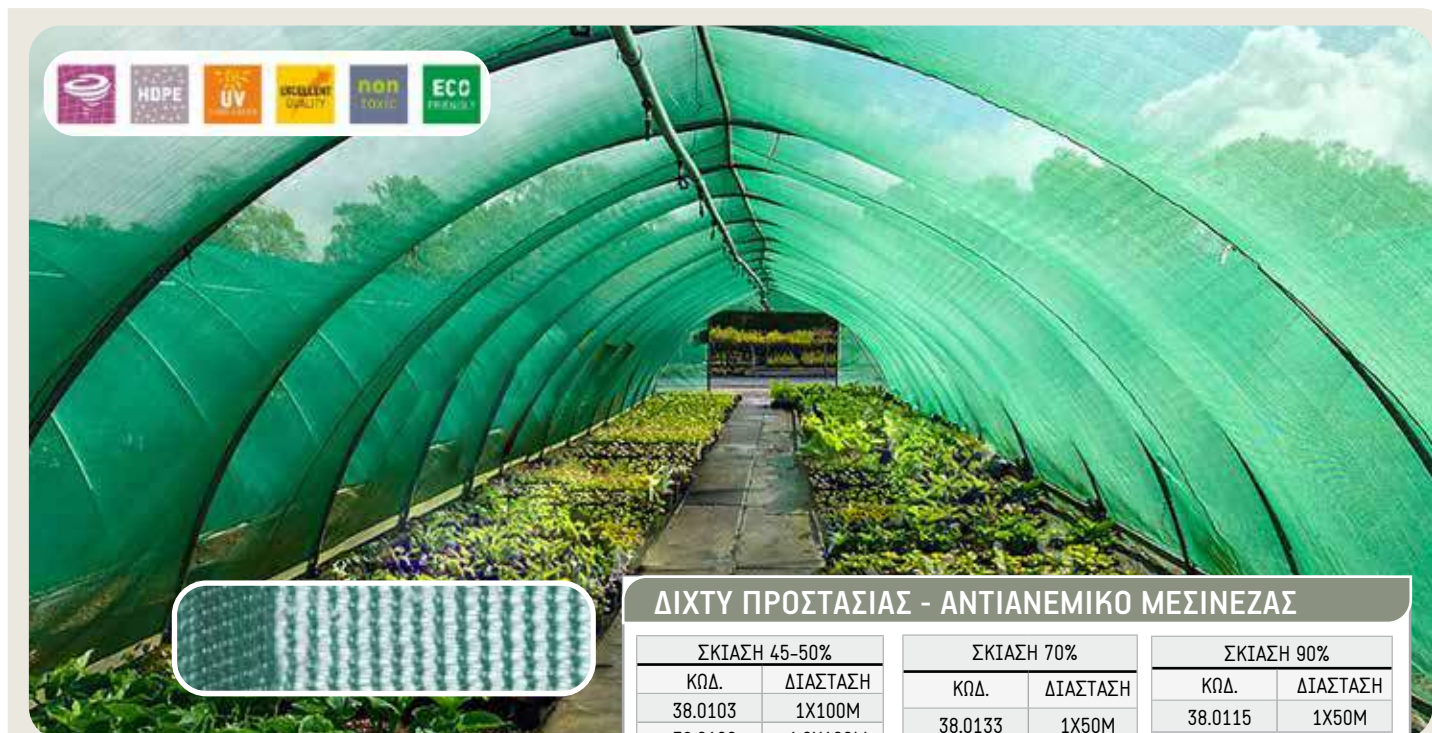 HDPE
UV
EXCELLENT
QUALITY
non
toxic
ECO
FRIENDLY
ΔΙΧΤΥ ΠΡΟΣΤΑΣΙΑΣ - ΑΝΤΙΑΝΕΜΙΚΟ ΜΕΣΙΝΕΖΑΣ
ΣΚΙΑΣΗ 45-50%
ΚΩΔ. ΔΙΑΣΤΑΣΗ
38.0103 1X100M
ΣΚΙΑΣΗ 70%
ΚΩΔ. ΔΙΑΣΤΑΣΗ
38.0133 1X50M
ΣΚΙΑΣΗ 90%
ΚΩΔ. ΔΙΑΣΤΑΣΗ
38.0115 1X50M